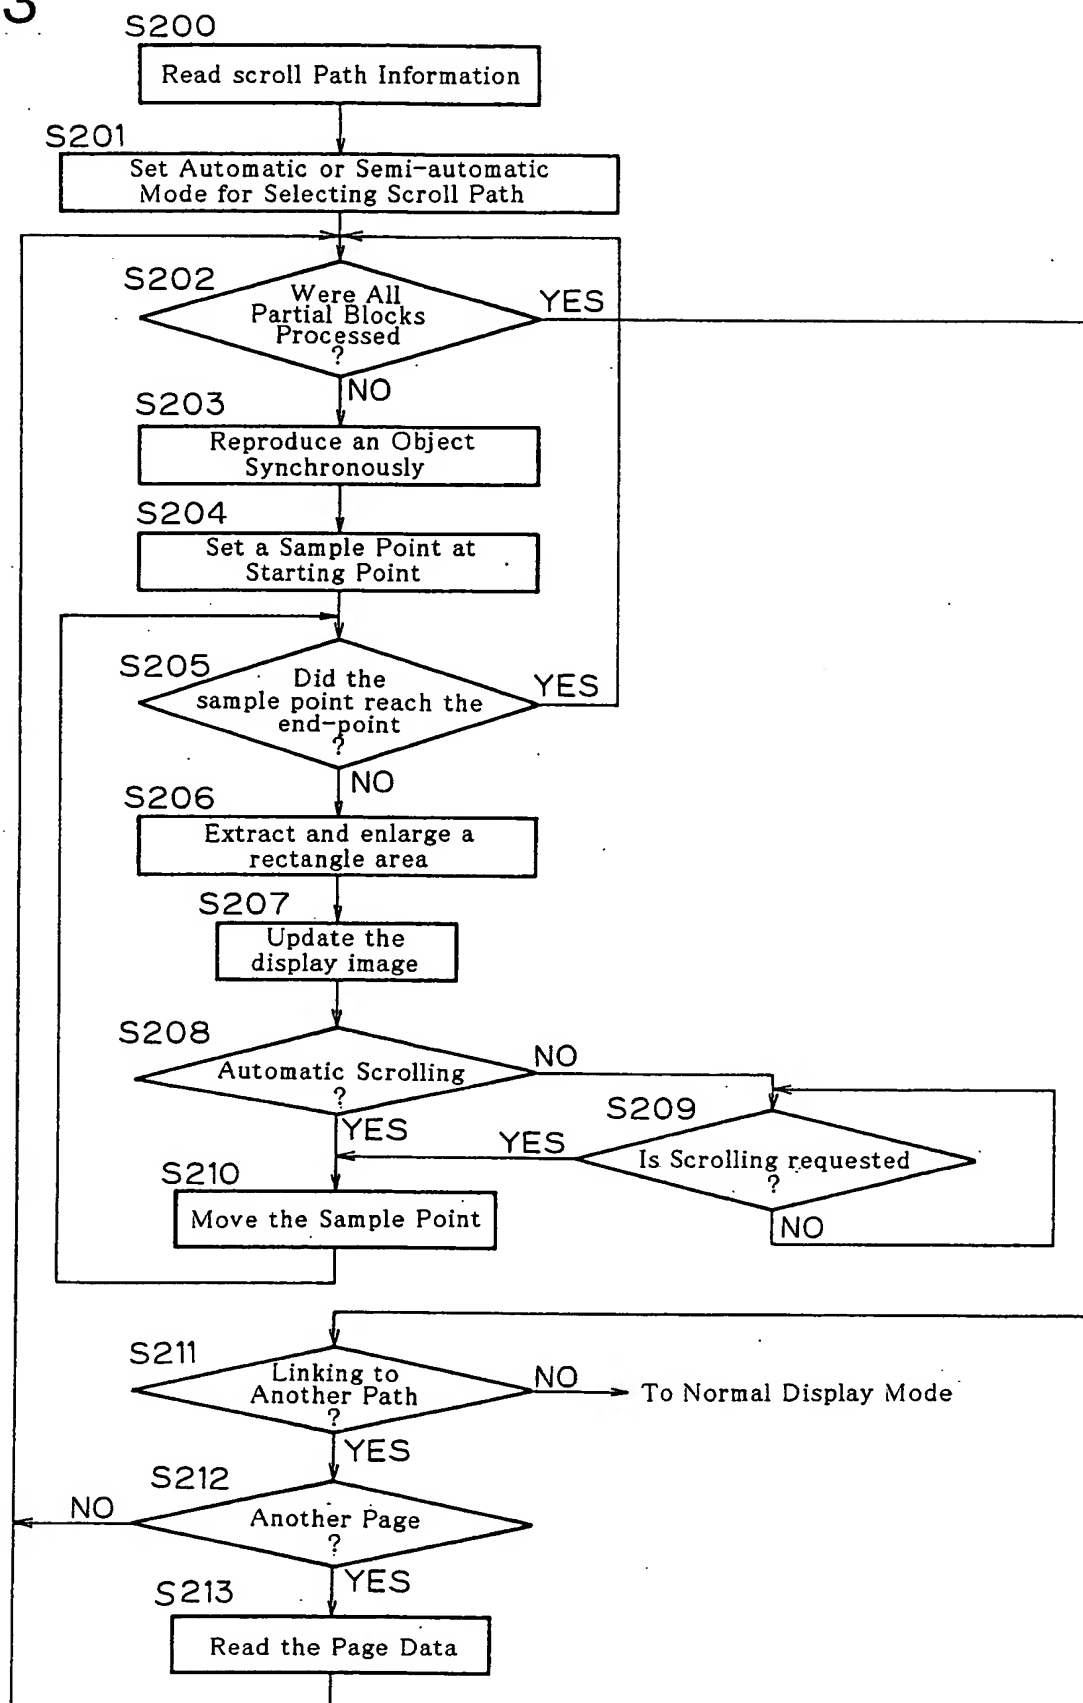 3
S200
Read scroll Path Information
S201
Set Automatic or Semi-automatic
Mode for Selecting Scroll Path
S202
Were All
Partial Blocks
Processed
?
YES
NO
S203
Reproduce an Object
Synchronously
S204
Set a Sample Point at
Starting Point
S205
Did the
sample point reach the
end-point
?
YES
NO
S206
Extract and enlarge a
rectangle area
S207
Update the
display image
S208
Automatic Scrolling
?
NO
YES
S209
Is Scrolling requested
?
YES
NO
S210
Move the Sample Point
S211
Linking to
Another Path
?
NO
To Normal Display Mode
YES
S212
Another Page
?
NO
YES
S213
Read the Page Data